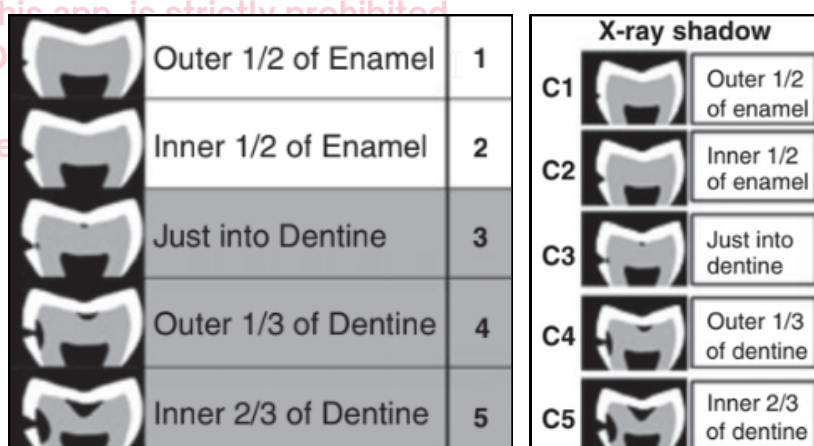 this app, is strictly prohibited
Outer 1/2 of Enamel 1
Inner 1/2 of Enamel 2
Just into Dentine 3
Outer 1/3 of Dentine 4
Inner 2/3 of Dentine 5
X-ray shadow
C1 Outer 1/2
of enamel
C2 Inner 1/2
of enamel
C3 Just into
dentine
C4 Outer 1/3
of dentine
C5 Inner 2/3
of dentine